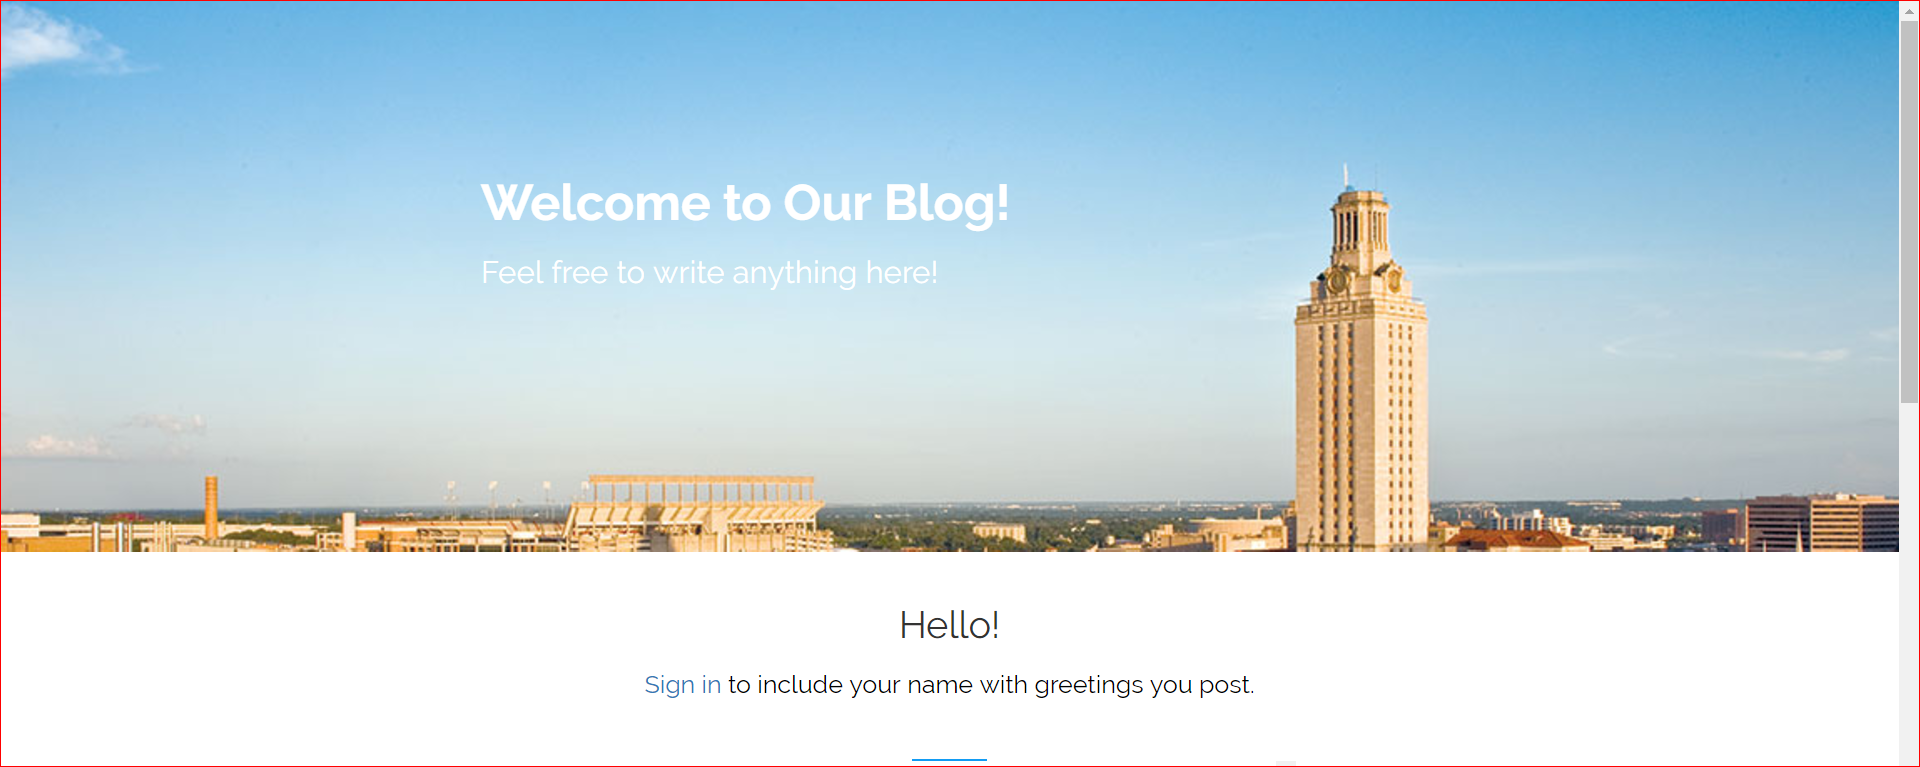 Welcome to Our Blog!
Feel free to write anything here!
Hello!
Sign in to include your name with greetings you post.